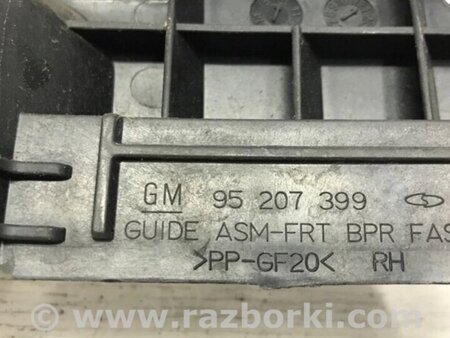 GM 95 207 399
GUIDE ASM-FRT BPR FAS
>PP-GF20< RH
www.razborki.com